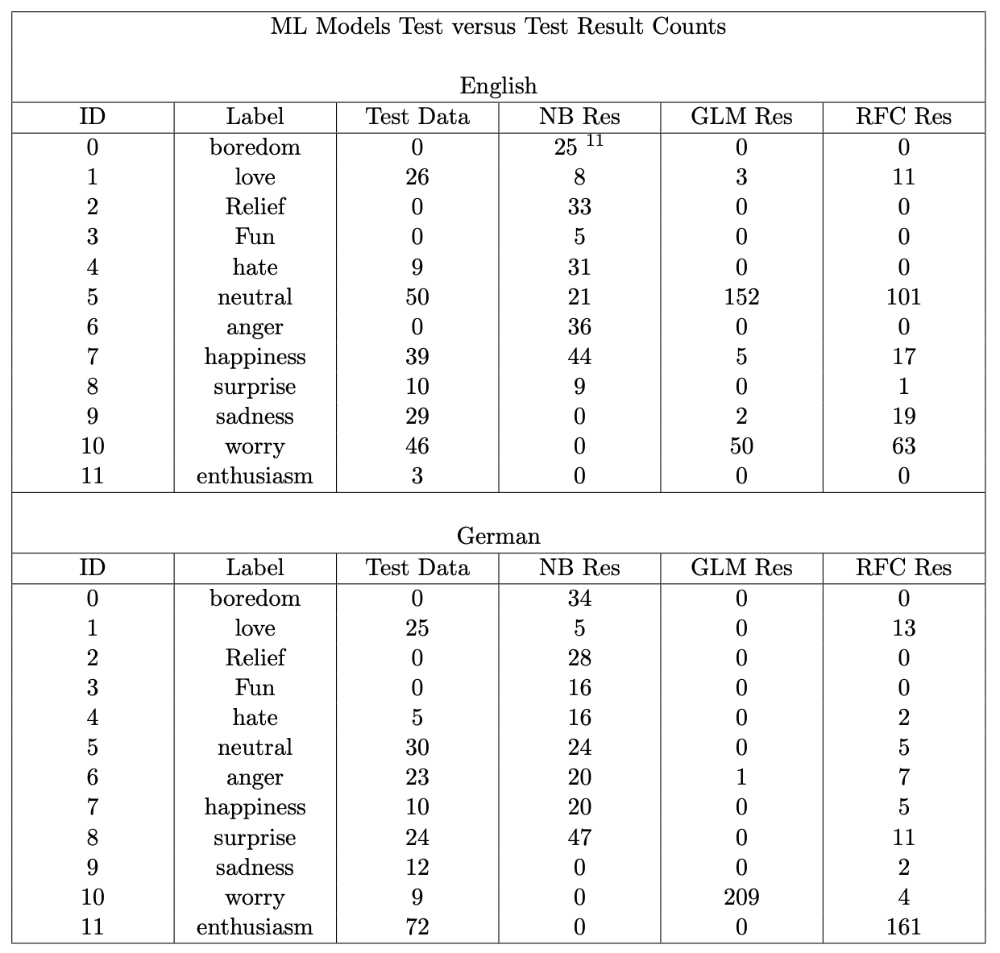 ML Models Test versus Test Result Counts
English
ID Label Test Data NB Res GLM Res RFC Res
0 boredom 0 25 11 0 0
1 love 26 8 3 11
2 Relief 0 33 0 0
3 Fun 0 5 0 0
4 hate 9 31 0 0
5 neutral 50 21 152 101
6 anger 0 36 0 0
7 happiness 39 44 5 17
8 surprise 10 9 0 1
9 sadness 29 0 2 19
10 worry 46 0 50 63
11 enthusiasm 3 0 0 0
German
ID Label Test Data NB Res GLM Res RFC Res
0 boredom 0 34 0 0
1 love 25 5 0 13
2 Relief 0 28 0 0
3 Fun 0 16 0 0
4 hate 5 16 0 2
5 neutral 30 24 0 5
6 anger 23 20 1 7
7 happiness 10 20 0 5
8 surprise 24 47 0 11
9 sadness 12 0 0 2
10 worry 9 0 209 4
11 enthusiasm 72 0 0 161